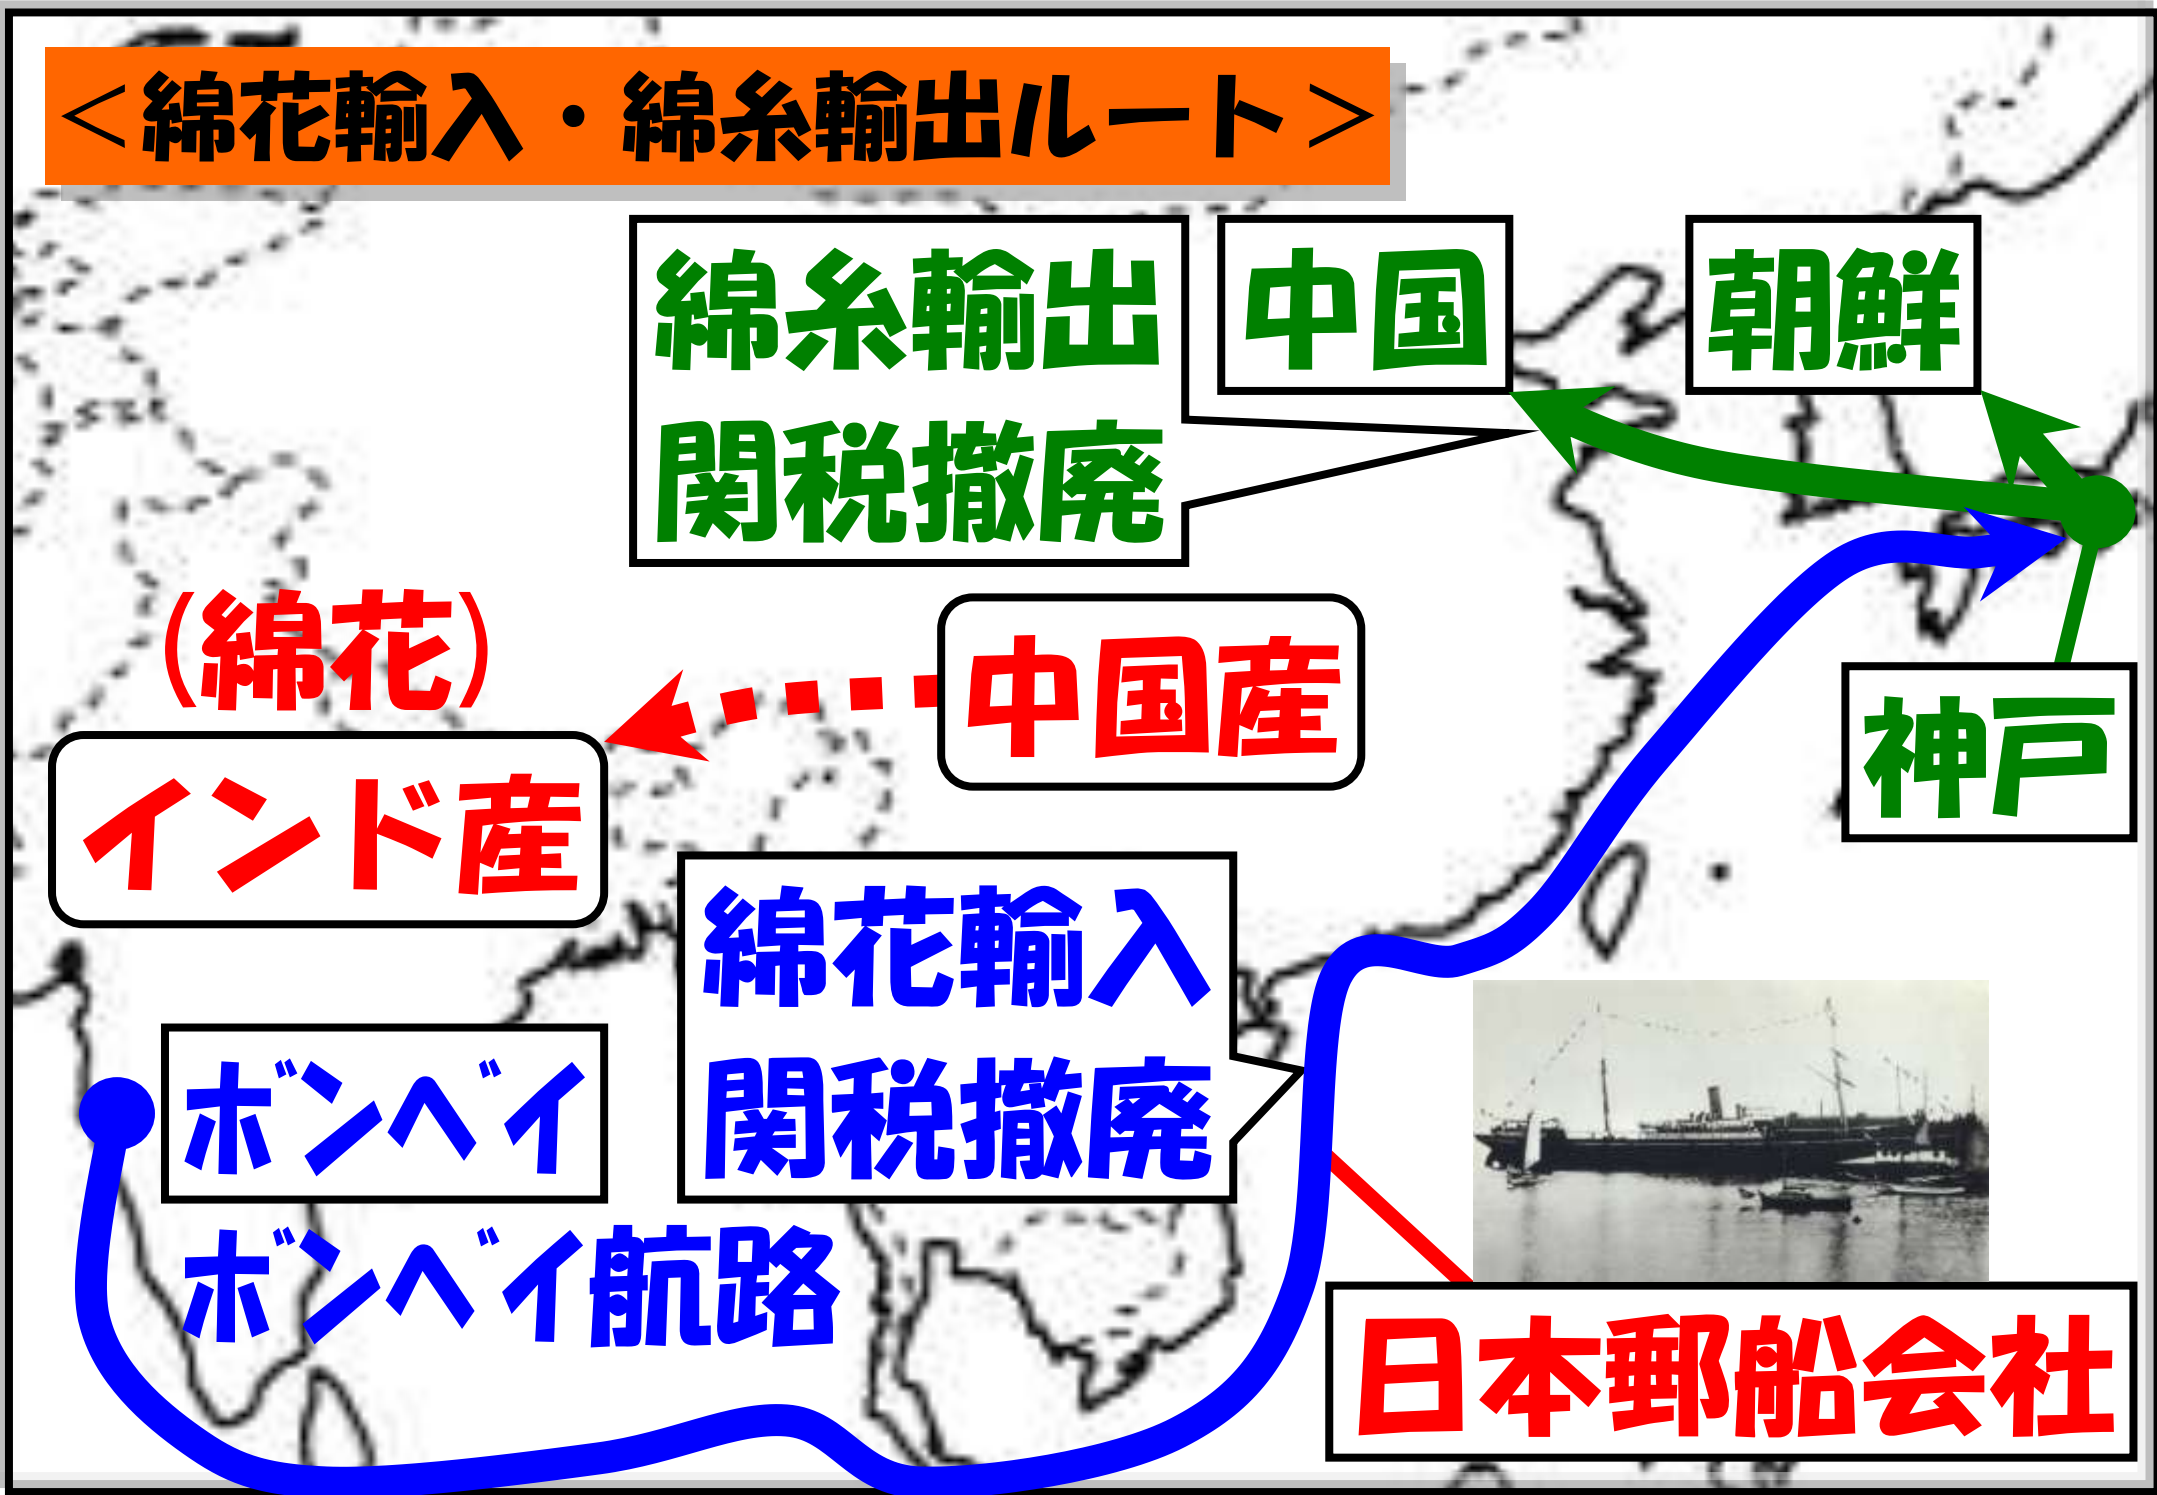 ＜綿花輸入・綿糸輸出ルート＞
綿糸輸出
関税撤廃
中国
朝鮮
(綿花)
インド産
中国産
神戸
綿花輸入
関税撤廃
ボンベイ
ボンベイ航路
日本郵船会社